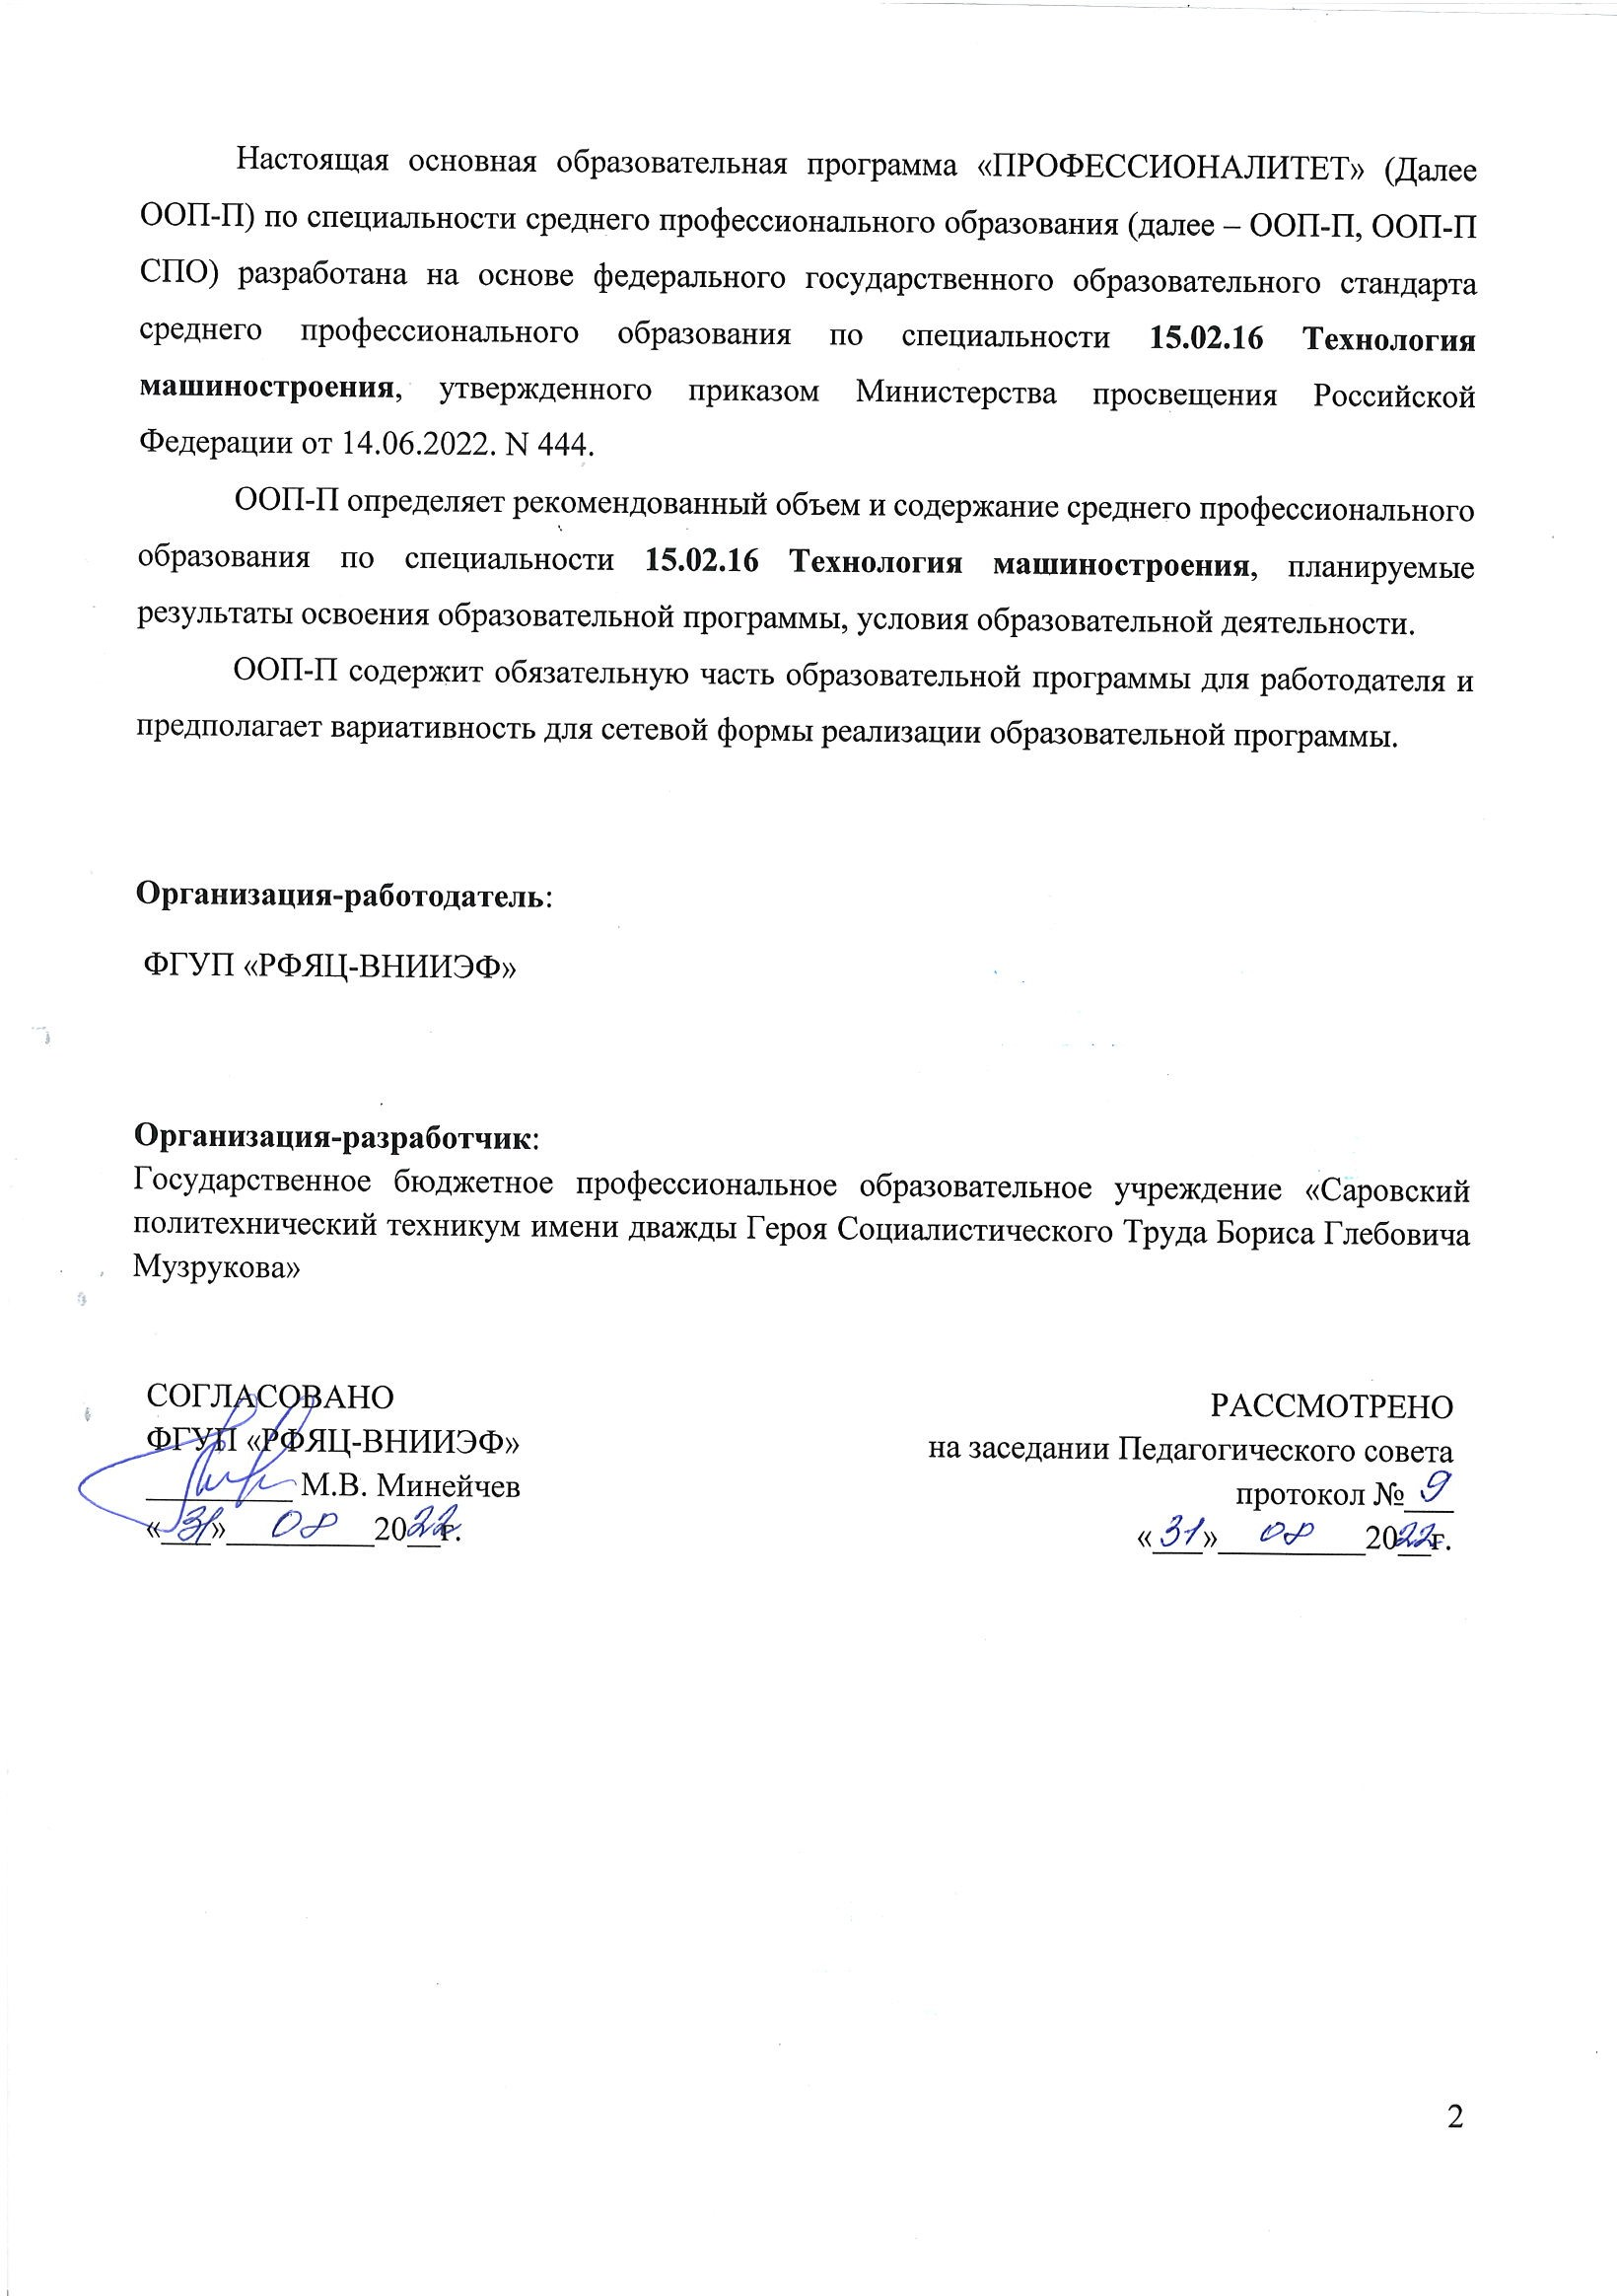 Настоящая основная образовательная программа «ПРОФЕССИОНАЛИТЕТ» (Далее
ООП-П) по специальности среднего профессионального образования (далее – ООП-П, ООП-П
СПО) разработана на основе федерального государственного образовательного стандарта
среднего профессионального образования по специальности 15.02.16 Технология
машиностроения, утвержденного приказом Министерства просвещения Российской
Федерации от 14.06.2022. N 444.
ООП-П определяет рекомендованный объем и содержание среднего профессионального
образования по специальности 15.02.16 Технология машиностроения, планируемые
результаты освоения образовательной программы, условия образовательной деятельности.
ООП-П содержит обязательную часть образовательной программы для работодателя и
предполагает вариативность для сетевой формы реализации образовательной программы.
Организация-работодатель:
ФГУП «РФЯЦ-ВНИИЭФ»
Организация-разработчик:
Государственное бюджетное профессиональное образовательное учреждение «Саровский
политехнический техникум имени дважды Героя Социалистического Труда Бориса Глебовича
Музрукова»
СОГЛАСОВАНО
ФГУП «РФЯЦ-ВНИИЭФ»
_________ М.В. Минейчев
«31» 08 2022г.
РАССМОТРЕНО
на заседании Педагогического совета
протокол № 9
«31» 08 2022г.
2